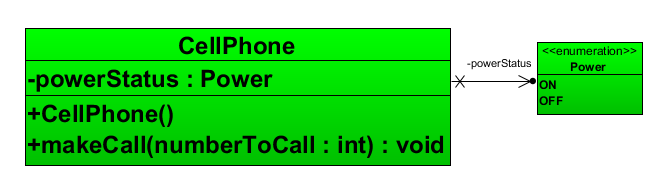 CellPhone
-powerStatus : Power
+CellPhone()
+makeCall(numberToCall : int) : void
-powerStatus
<<enumeration>>
Power
ON
OFF